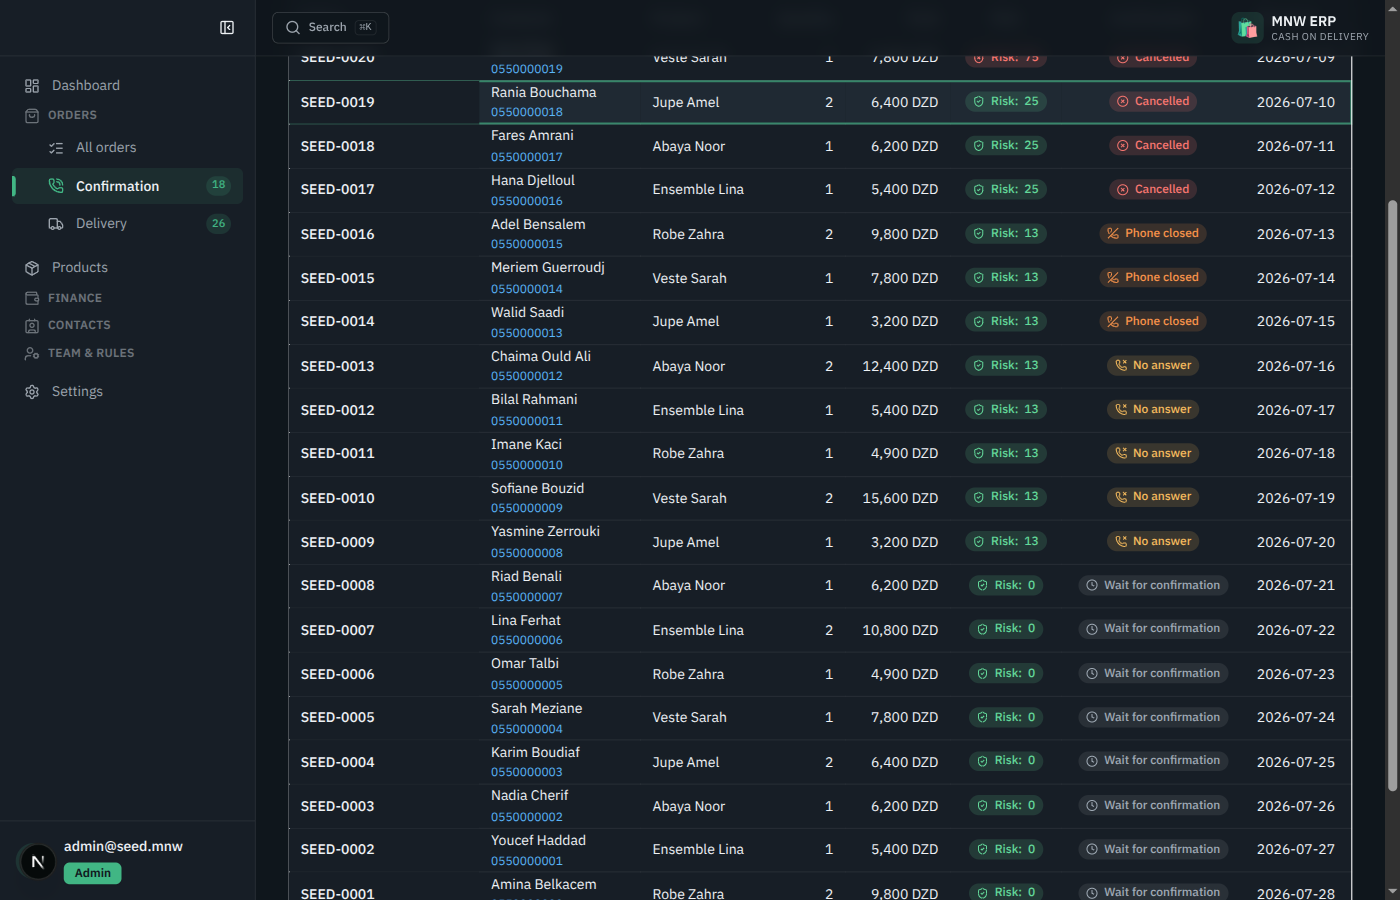 Search ⌘K
MNW ERP
CASH ON DELIVERY
Dashboard
ORDERS
All orders
Confirmation 18
Delivery 26
Products
FINANCE
CONTACTS
TEAM & RULES
Settings
N
admin@seed.mnw
Admin
SEED-0020 0550000019 Veste Sarah 1 7,800 DZD Risk: 75 Cancelled 2026-07-09
SEED-0019 Rania Bouchama 0550000018 Jupe Amel 2 6,400 DZD Risk: 25 Cancelled 2026-07-10
SEED-0018 Fares Amrani 0550000017 Abaya Noor 1 6,200 DZD Risk: 25 Cancelled 2026-07-11
SEED-0017 Hana Djelloul 0550000016 Ensemble Lina 1 5,400 DZD Risk: 25 Cancelled 2026-07-12
SEED-0016 Adel Bensalem 0550000015 Robe Zahra 2 9,800 DZD Risk: 13 Phone closed 2026-07-13
SEED-0015 Meriem Guerroudj 0550000014 Veste Sarah 1 7,800 DZD Risk: 13 Phone closed 2026-07-14
SEED-0014 Walid Saadi 0550000013 Jupe Amel 1 3,200 DZD Risk: 13 Phone closed 2026-07-15
SEED-0013 Chaima Ould Ali 0550000012 Abaya Noor 2 12,400 DZD Risk: 13 No answer 2026-07-16
SEED-0012 Bilal Rahmani 0550000011 Ensemble Lina 1 5,400 DZD Risk: 13 No answer 2026-07-17
SEED-0011 Imane Kaci 0550000010 Robe Zahra 1 4,900 DZD Risk: 13 No answer 2026-07-18
SEED-0010 Sofiane Bouzid 0550000009 Veste Sarah 2 15,600 DZD Risk: 13 No answer 2026-07-19
SEED-0009 Yasmine Zerrouki 0550000008 Jupe Amel 1 3,200 DZD Risk: 13 No answer 2026-07-20
SEED-0008 Riad Benali 0550000007 Abaya Noor 1 6,200 DZD Risk: 0 Wait for confirmation 2026-07-21
SEED-0007 Lina Ferhat 0550000006 Ensemble Lina 2 10,800 DZD Risk: 0 Wait for confirmation 2026-07-22
SEED-0006 Omar Talbi 0550000005 Robe Zahra 1 4,900 DZD Risk: 0 Wait for confirmation 2026-07-23
SEED-0005 Sarah Meziane 0550000004 Veste Sarah 1 7,800 DZD Risk: 0 Wait for confirmation 2026-07-24
SEED-0004 Karim Boudiaf 0550000003 Jupe Amel 2 6,400 DZD Risk: 0 Wait for confirmation 2026-07-25
SEED-0003 Nadia Cherif 0550000002 Abaya Noor 1 6,200 DZD Risk: 0 Wait for confirmation 2026-07-26
SEED-0002 Youcef Haddad 0550000001 Ensemble Lina 1 5,400 DZD Risk: 0 Wait for confirmation 2026-07-27
SEED-0001 Amina Belkacem Robe Zahra 2 9,800 DZD Risk: 0 Wait for confirmation 2026-07-28